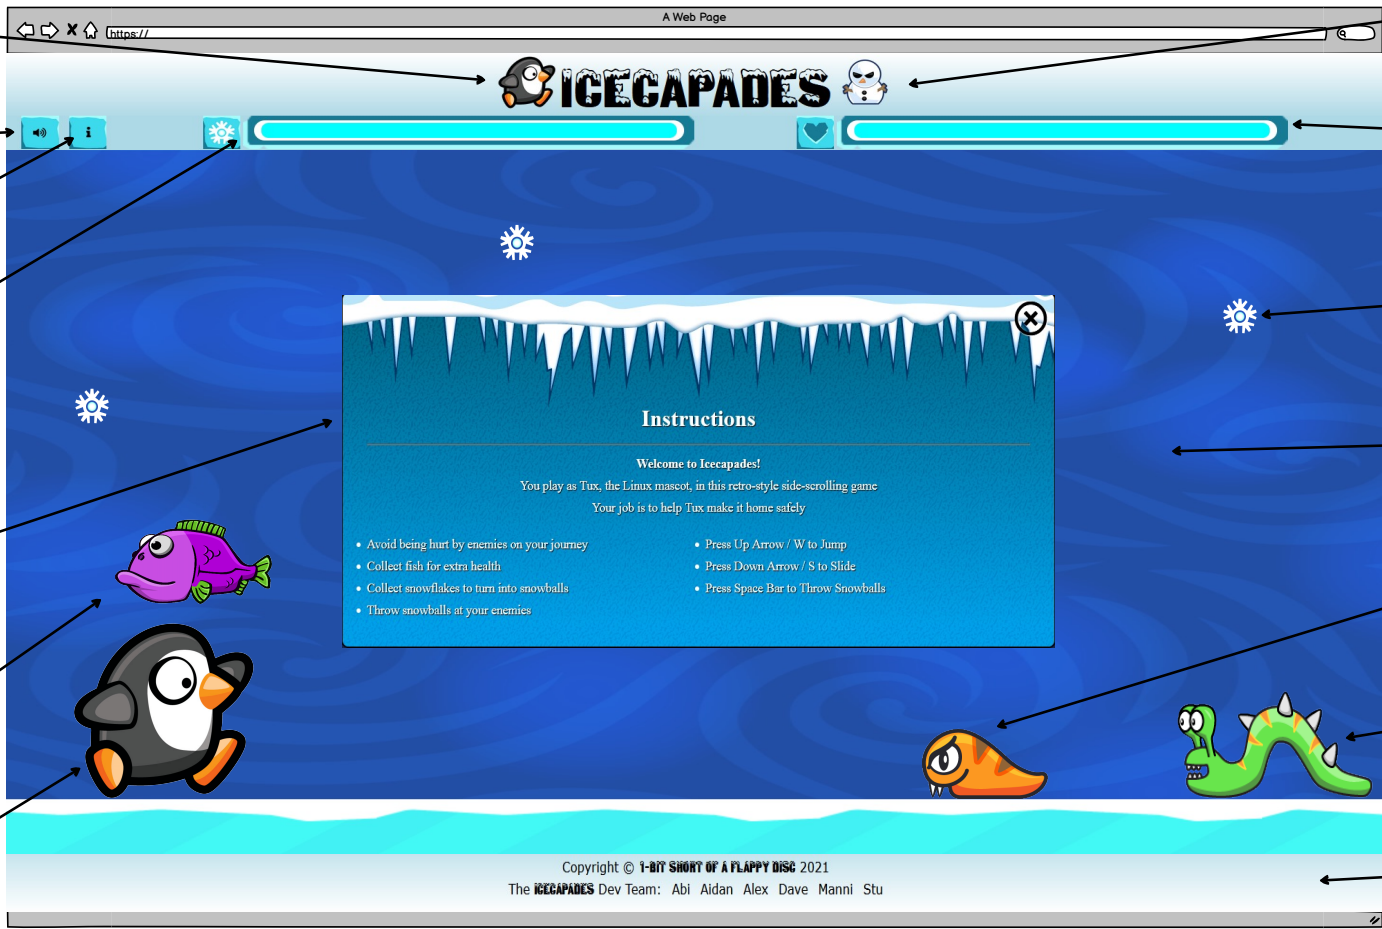 A Web Page
https://
ICECAPADES
i
Instructions
Welcome to Icecapades!
You play as Tux, the Linux mascot, in this retro-style side-scrolling game
Your job is to help Tux make it home safely
• Avoid being hurt by enemies on your journey
• Collect fish for extra health
• Collect snowflakes to turn into snowballs
• Throw snowballs at your enemies
• Press Up Arrow / W to Jump
• Press Down Arrow / S to Slide
• Press Space Bar to Throw Snowballs
Copyright © 1-BIT SHORT OF A FLAPPY DISC 2021
The ICECAPADES Dev Team: Abi Aidan Alex Dave Manni Stu